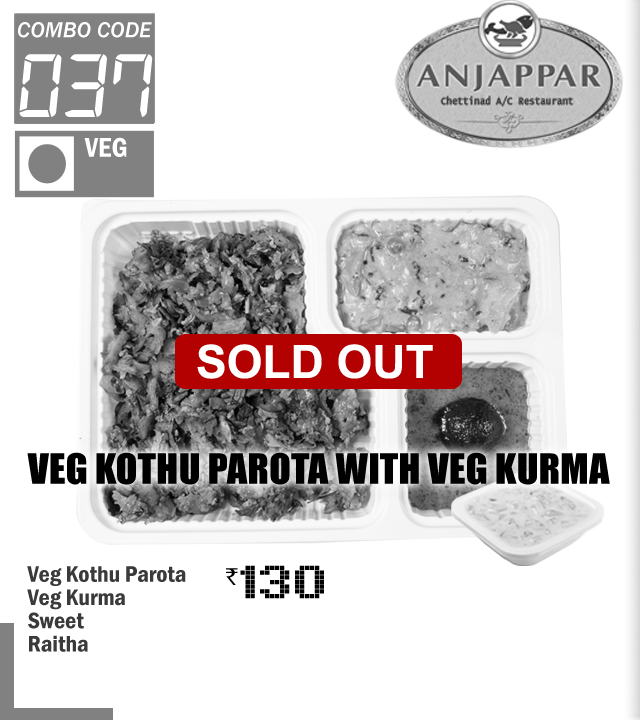 COMBO CODE
037
VEG
ANJAPPAR
Chettinad A/C Restaurant
SOLD OUT
VEG KOTHU PAROTA WITH VEG KURMA
Veg Kothu Parota
₹130
Veg Kurma
Sweet
Raitha